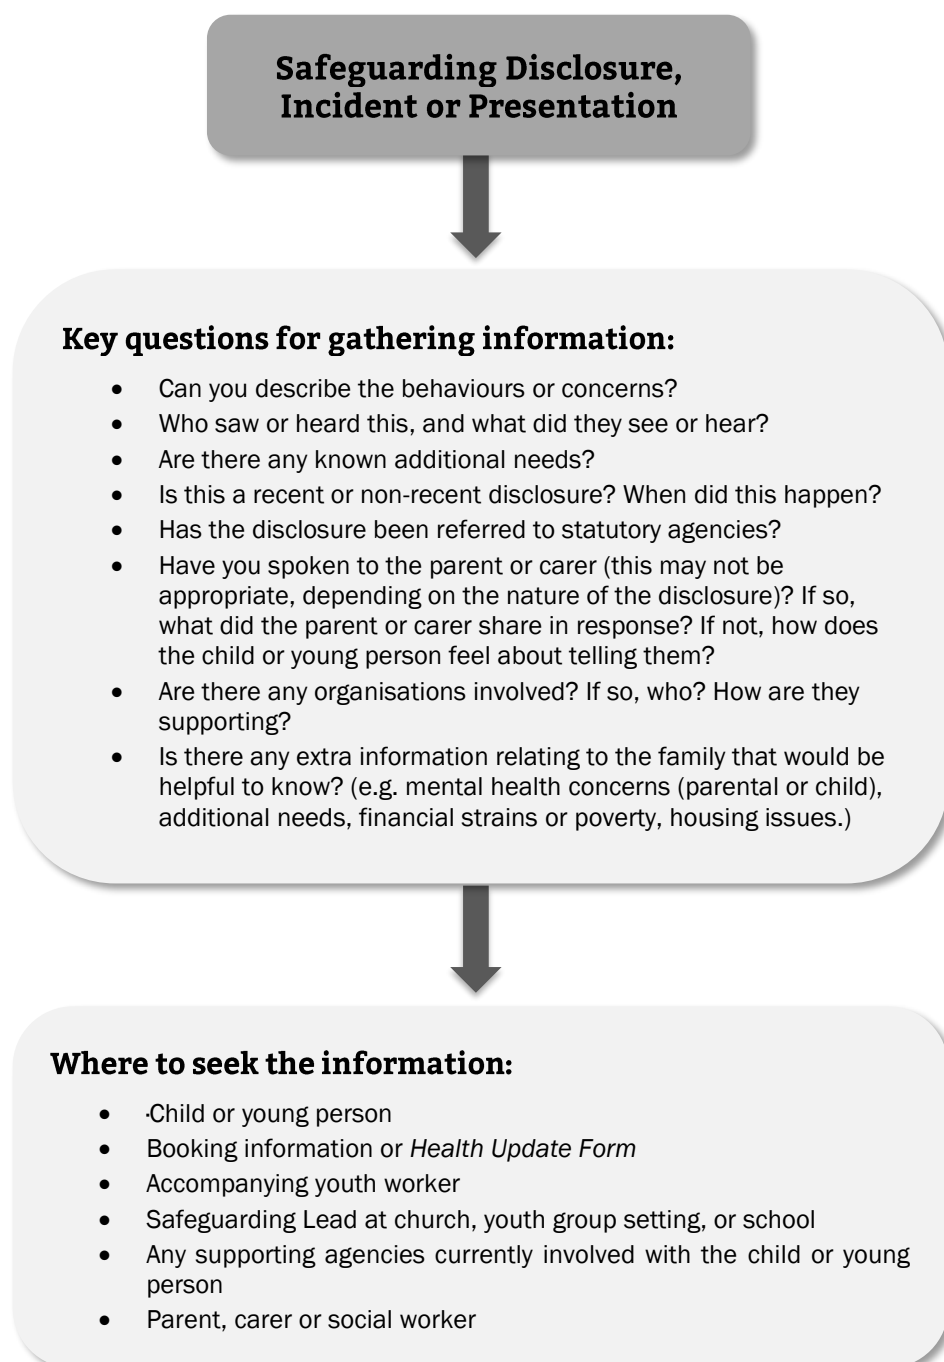 Safeguarding Disclosure,
Incident or Presentation
Key questions for gathering information:
• Can you describe the behaviours or concerns?
• Who saw or heard this, and what did they see or hear?
• Are there any known additional needs?
• Is this a recent or non-recent disclosure? When did this happen?
• Has the disclosure been referred to statutory agencies?
• Have you spoken to the parent or carer (this may not be
appropriate, depending on the nature of the disclosure)? If so,
what did the parent or carer share in response? If not, how does
the child or young person feel about telling them?
• Are there any organisations involved? If so, who? How are they
supporting?
• Is there any extra information relating to the family that would be
helpful to know? (e.g. mental health concerns (parental or child),
additional needs, financial strains or poverty, housing issues.)
Where to seek the information:
• ·Child or young person
• Booking information or Health Update Form
• Accompanying youth worker
• Safeguarding Lead at church, youth group setting, or school
• Any supporting agencies currently involved with the child or young
person
• Parent, carer or social worker